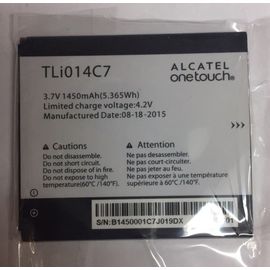 TLi014C7
ALCATEL
onetouch
3.7V 1450mAh(5.365Wh)
Limited charge voltage:4.2V
Manufactured Date:08-18-2015
Cautions
Do not disassemble.
Do not short circuit.
Do not dispose of in fire.
Do not expose to high
temperature(60℃/140℉).
Attention
Ne pas démonter.
Ne pas court-circuiter.
Ne pas jeter au feu.
Ne pas exposer à temperature
supérieure à (60℃/140℉).
S/N:B1450001C7J019DX
01